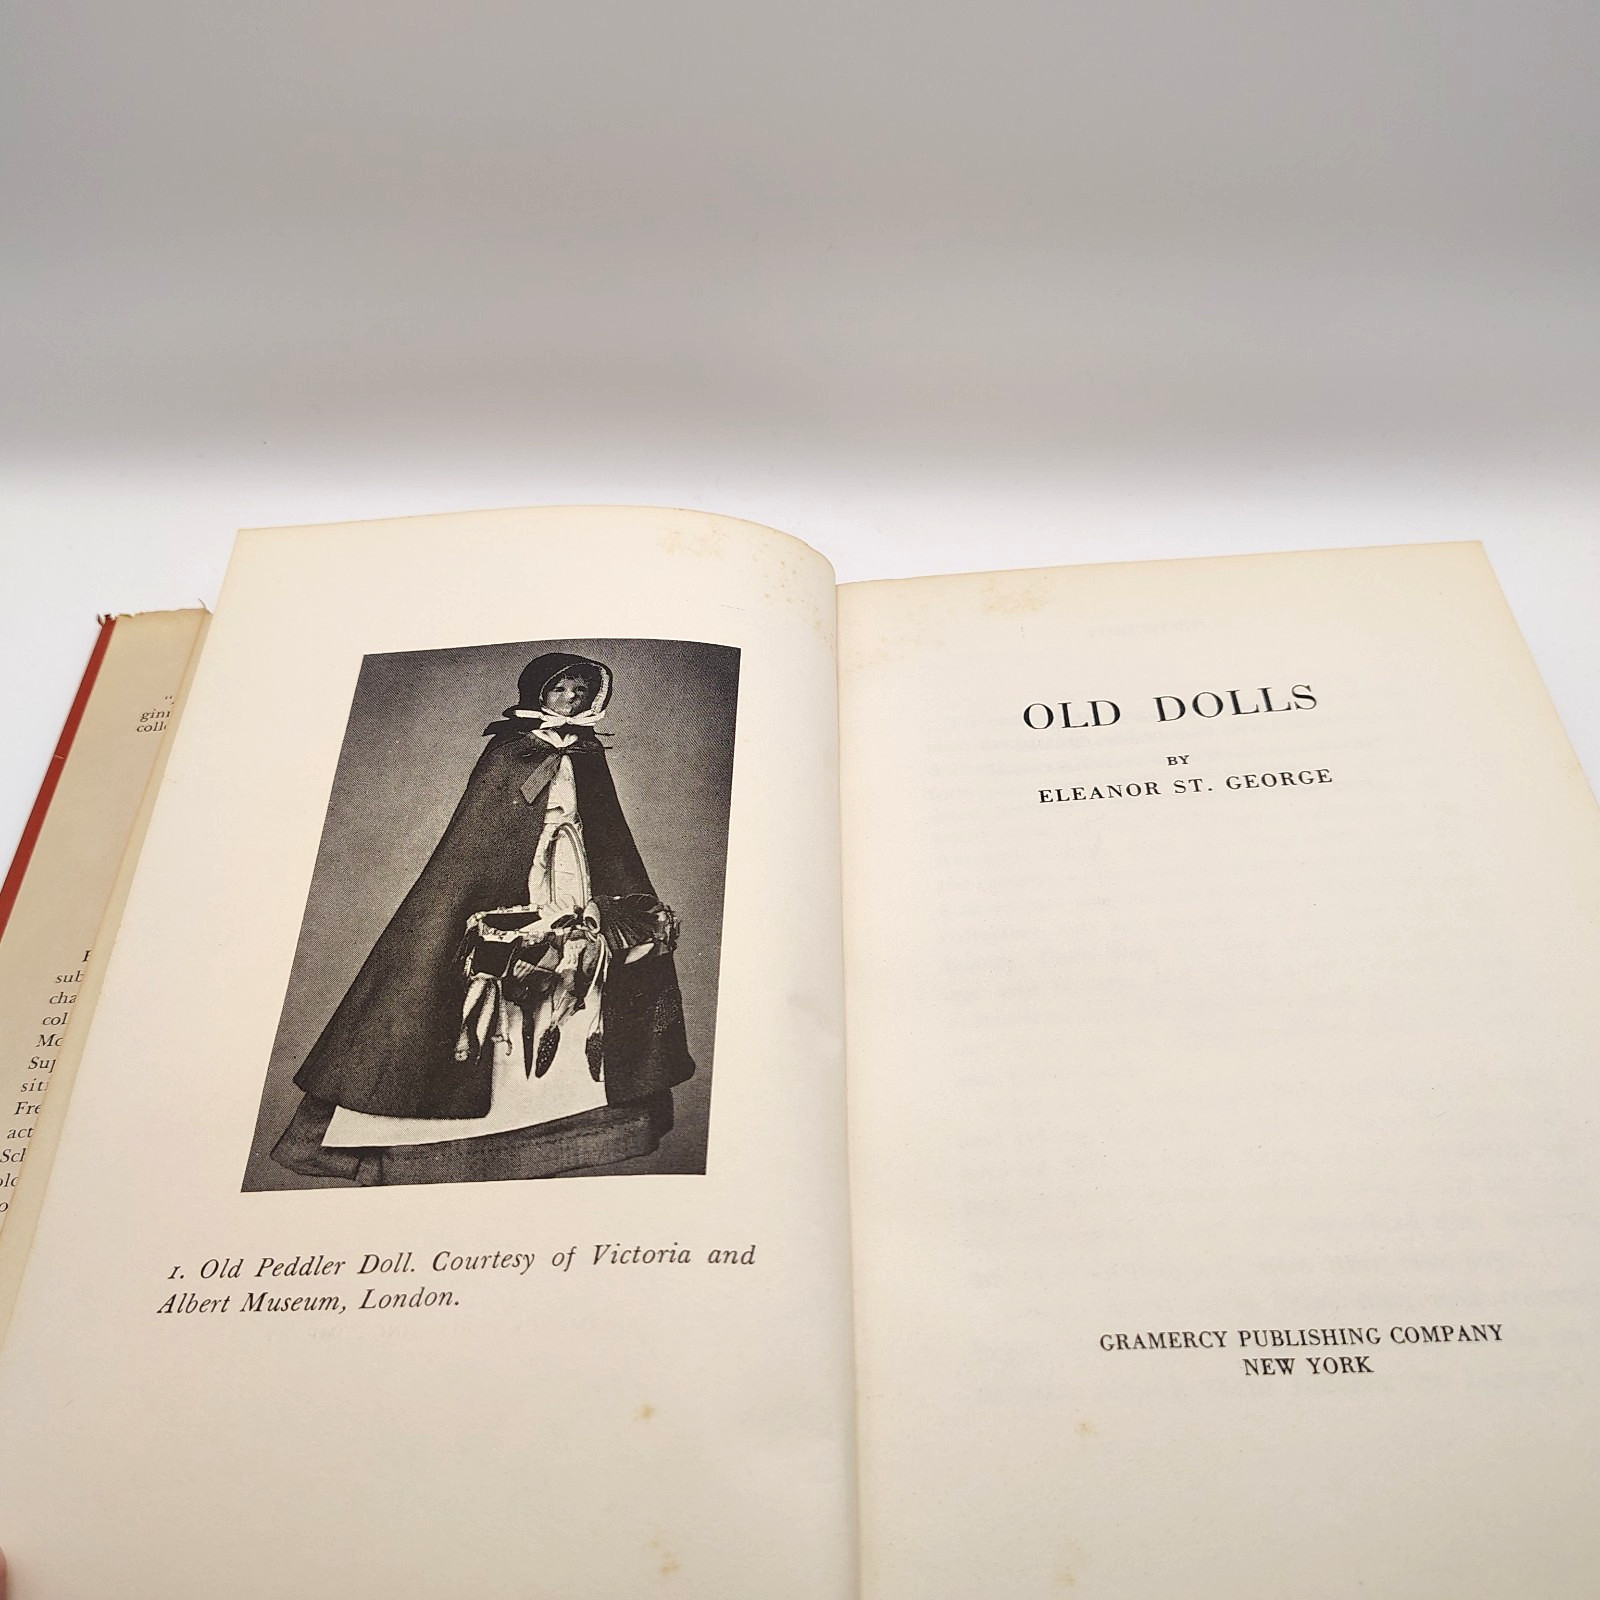 1. Old Peddler Doll. Courtesy of Victoria and
Albert Museum, London.
OLD DOLLS
BY
ELEANOR ST. GEORGE
GRAMERCY PUBLISHING COMPANY
NEW YORK